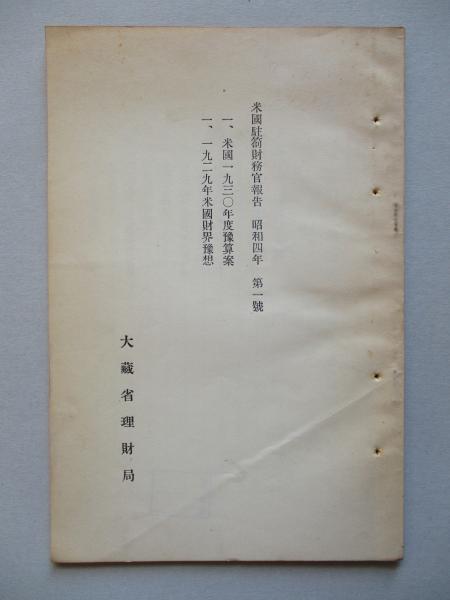 米國駐箚財務官報告　昭和四年　第一號
一、米國一九三〇年度豫算案
一、一九二九年米國財界豫想
大藏省理財局